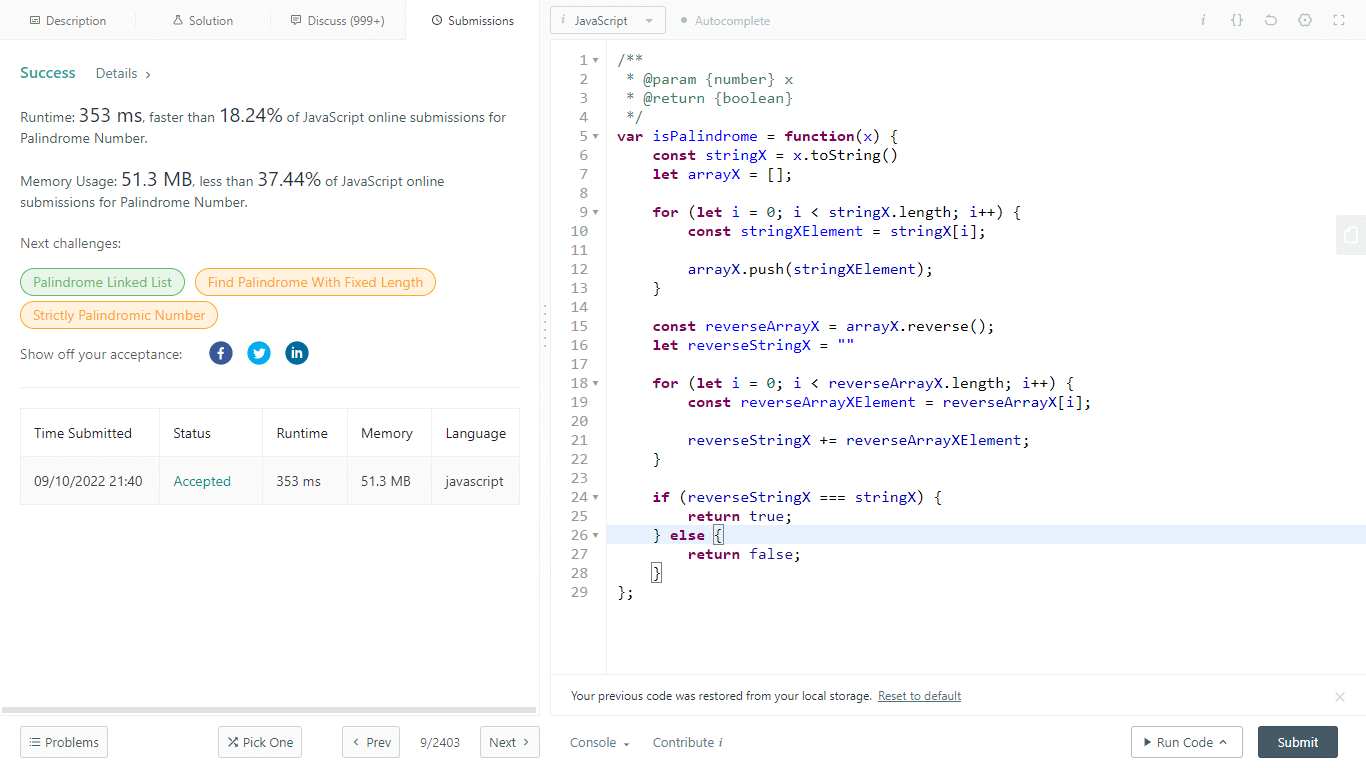 Description Solution Discuss (999+) Submissions
Success Details
Runtime: 353 ms, faster than 18.24% of JavaScript online submissions for
Palindrome Number.
Memory Usage: 51.3 MB, less than 37.44% of JavaScript online
submissions for Palindrome Number.
Next challenges:
Palindrome Linked List Find Palindrome With Fixed Length
Strictly Palindromic Number
Show off your acceptance:
Time Submitted Status Runtime Memory Language
09/10/2022 21:40 Accepted 353 ms 51.3 MB javascript
Problems Pick One Prev 9/2403 Next
i JavaScript Autocomplete i {}
1 /**
2  * @param {number} x
3  * @return {boolean}
4  */
5 var isPalindrome = function(x) {
6     const stringX = x.toString()
7     let arrayX = [];
8
9     for (let i = 0; i < stringX.length; i++) {
10         const stringXElement = stringX[i];
11
12         arrayX.push(stringXElement);
13     }
14
15     const reverseArrayX = arrayX.reverse();
16     let reverseStringX = ""
17
18     for (let i = 0; i < reverseArrayX.length; i++) {
19         const reverseArrayXElement = reverseArrayX[i];
20
21         reverseStringX += reverseArrayXElement;
22     }
23
24     if (reverseStringX === stringX) {
25         return true;
26     } else {
27         return false;
28     }
29 };
Your previous code was restored from your local storage. Reset to default
Console Contribute i Run Code Submit